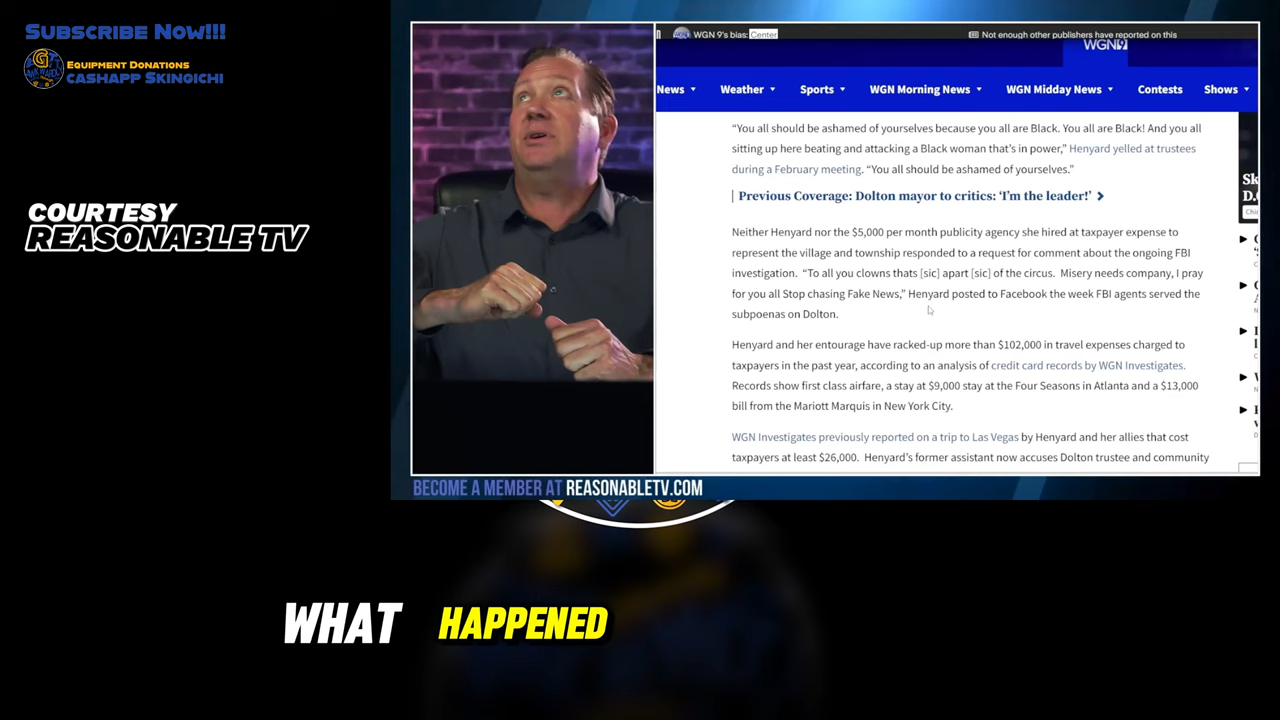 SUBSCRIBE NOW!!!
EQUIPMENT DONATIONS
CASHAPP SKINOICHI
COURTESY
REASONABLE TV
WGN 9's bias: Center
Not enough other publishers have reported on this
WGN9
News
Weather
Sports
WGN Morning News
WGN Midday News
Contests
Shows
“You all should be ashamed of yourselves because you all are Black. You all are Black! And you all
sitting up here beating and attacking a Black woman that’s in power,” Henyard yelled at trustees
during a February meeting. “You all should be ashamed of yourselves.”
Previous Coverage: Dolton mayor to critics: ‘I’m the leader!’
Neither Henyard nor the $5,000 per month publicity agency she hired at taxpayer expense to
represent the village and township responded to a request for comment about the ongoing FBI
investigation. “To all you clowns thats [sic] apart [sic] of the circus. Misery needs company, I pray
for you all Stop chasing Fake News,” Henyard posted to Facebook the week FBI agents served the
subpoenas on Dolton.
Henyard and her entourage have racked-up more than $102,000 in travel expenses charged to
taxpayers in the past year, according to an analysis of credit card records by WGN Investigates.
Records show first class airfare, a stay at $9,000 stay at the Four Seasons in Atlanta and a $13,000
bill from the Mariott Marquis in New York City.
WGN Investigates previously reported on a trip to Las Vegas by Henyard and her allies that cost
taxpayers at least $26,000. Henyard’s former assistant now accuses Dolton trustee and community
Sk
D.
BECOME A MEMBER AT REASONABLETV.COM
WHAT HAPPENED